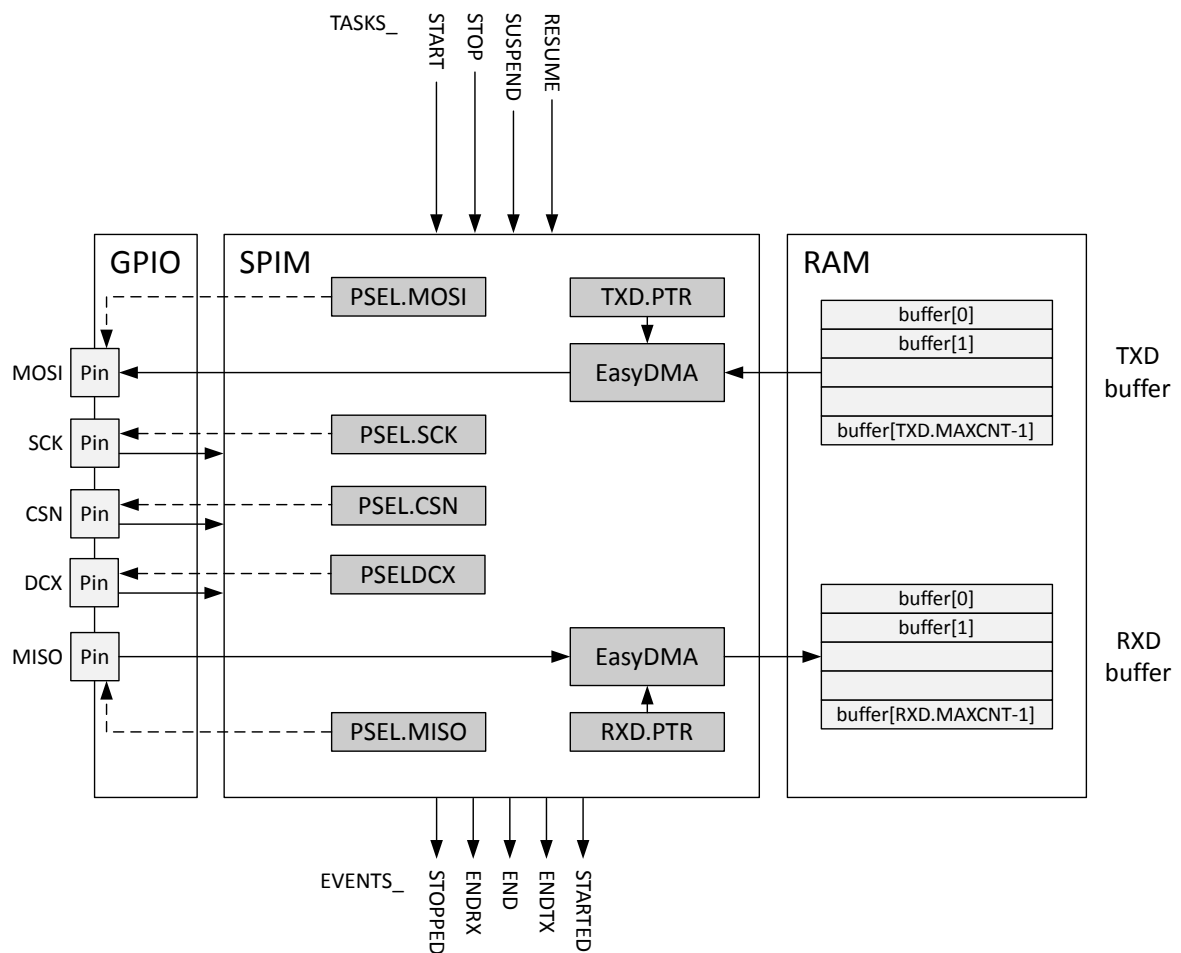 TASKS_
START
STOP
SUSPEND
RESUME
GPIO
SPIM
RAM
PSEL.MOSI
TXD.PTR
buffer[0]
buffer[1]
MOSI
Pin
EasyDMA
TXD
buffer
SCK
Pin
PSEL.SCK
buffer[TXD.MAXCNT-1]
CSN
Pin
PSEL.CSN
DCX
Pin
PSELDCX
buffer[0]
buffer[1]
MISO
Pin
EasyDMA
RXD
buffer
PSEL.MISO
RXD.PTR
buffer[RXD.MAXCNT-1]
EVENTS_
STOPPED
ENDRX
END
ENDTX
STARTED